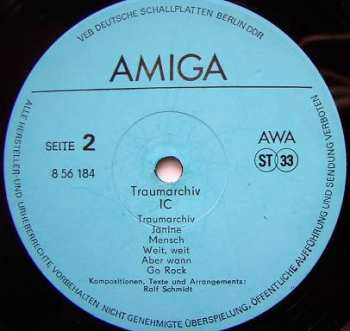 VEB DEUTSCHE SCHALLPLATTEN BERLIN DDR
AMIGA
SEITE 2
8 56 184
AWA
ST 33
Traumarchiv
IC
Traumarchiv
Janine
Mensch
Weit, weit
Aber wann
Go Rock
Kompositionen, Texte und Arrangements:
Ralf Schmidt
ALLE HERSTELLER-UND URHEBERRECHTE VORBEHALTEN NICHT GENEHMIGTE ÜBERSPIELUNG, ÖFFENTLICHE AUFFÜHRUNG UND SENDUNG VERBOTEN